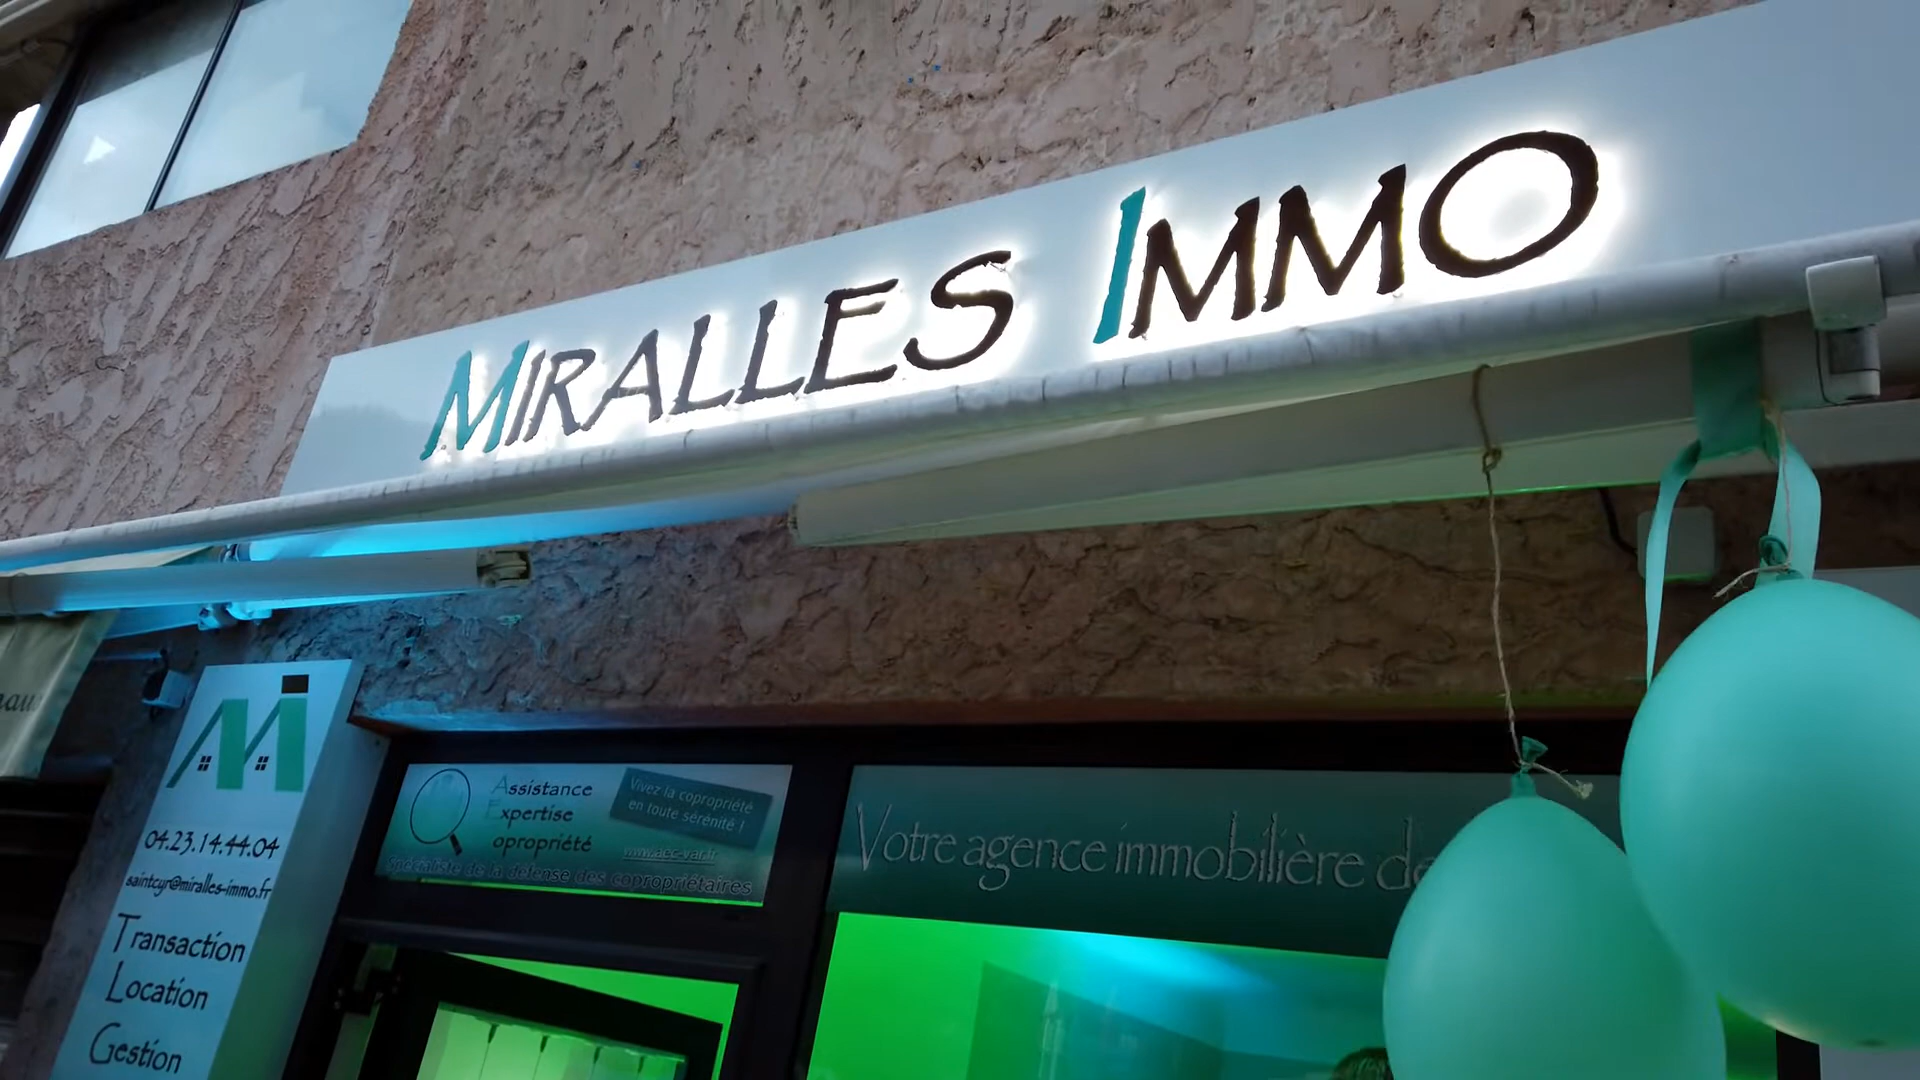 MIRALLES IMMO
04.23.14.44.04
saintcyr@miralles-immo.fr
Transaction
Location
Gestion
Assistance
Expertise
opropriété
Vivez la copropriété
en toute sérénité !
www.aec-var.fr
Spécialiste de la défense des copropriétaires
Votre agence immobilière de